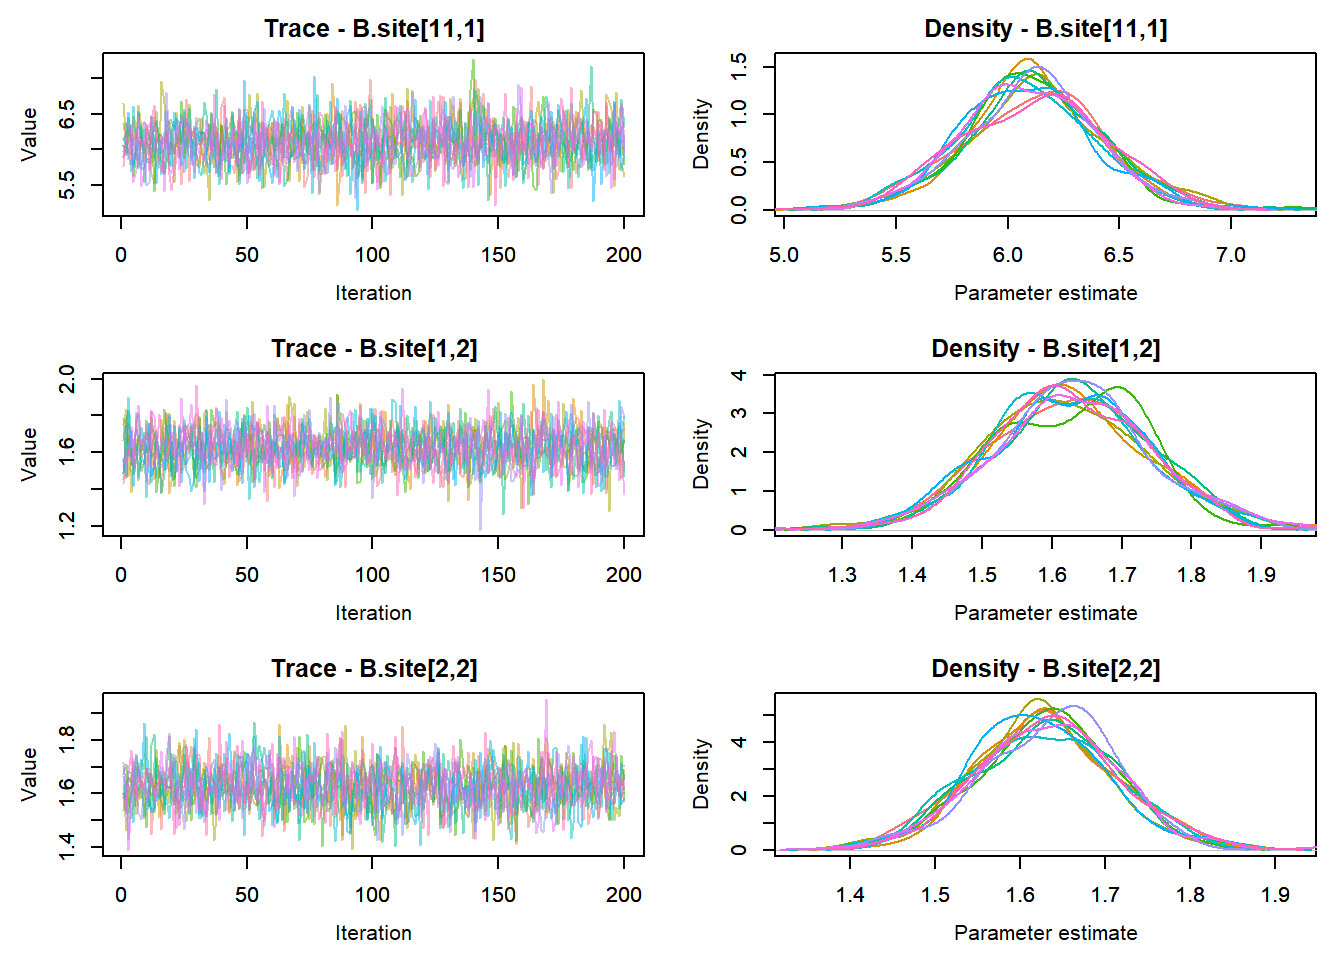 Trace - B.site[11,1]
Value
5.5 6.5
0 50 100 150 200
Iteration
Density - B.site[11,1]
Density
0.0 0.5 1.0 1.5
5.0 5.5 6.0 6.5 7.0
Parameter estimate
Trace - B.site[1,2]
Value
1.2 1.6 2.0
0 50 100 150 200
Iteration
Density - B.site[1,2]
Density
0 1 2 3 4
1.3 1.4 1.5 1.6 1.7 1.8 1.9
Parameter estimate
Trace - B.site[2,2]
Value
1.4 1.6 1.8
0 50 100 150 200
Iteration
Density - B.site[2,2]
Density
0 2 4
1.4 1.5 1.6 1.7 1.8 1.9
Parameter estimate